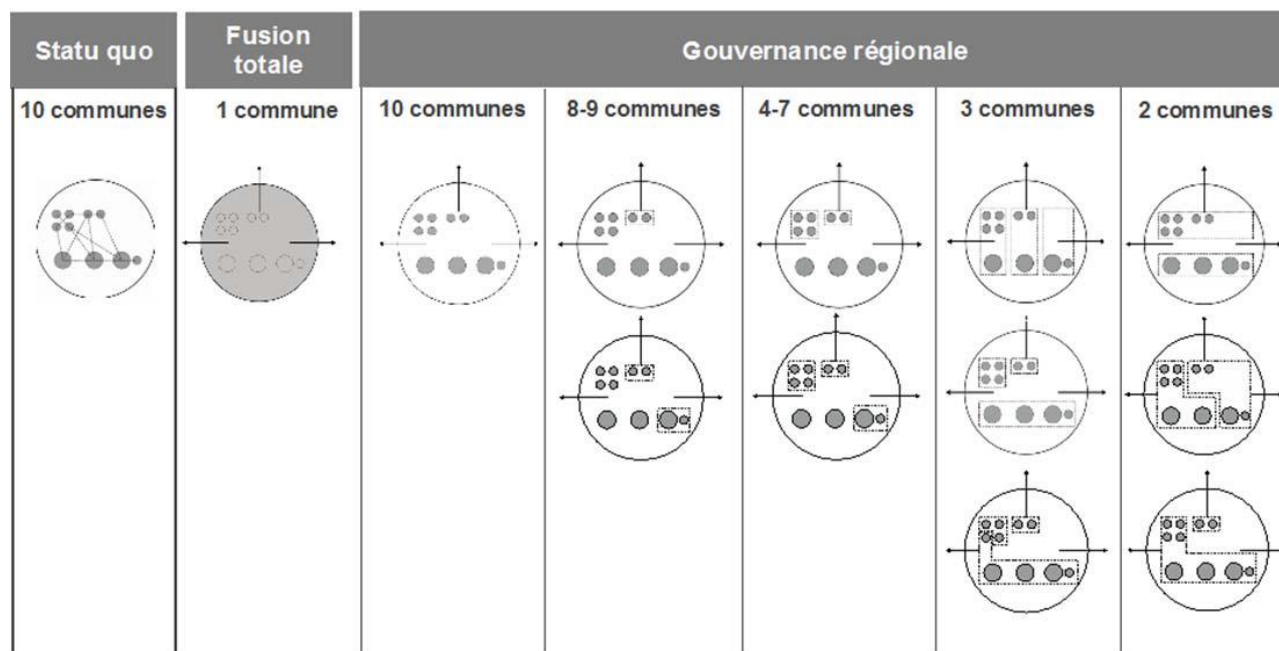 Statu quo
Fusion
totale
Gouvernance régionale
10 communes
1 commune
10 communes
8-9 communes
4-7 communes
3 communes
2 communes